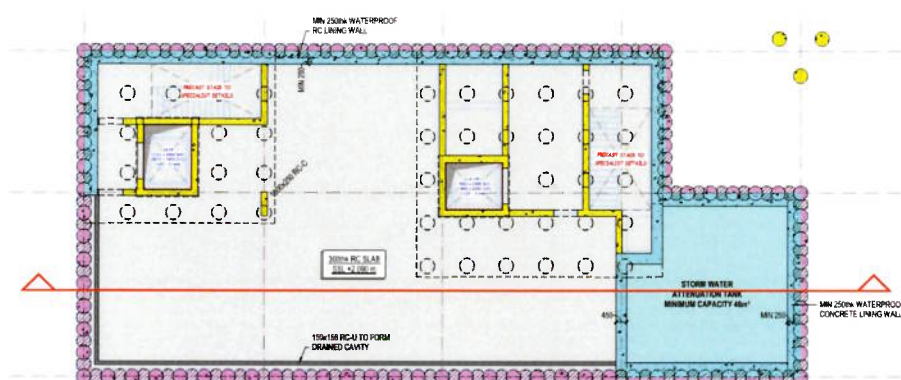 MIN 250thk WATERPROOF
RC LINING WALL
MIN 250
PRECAST STAIR TO
SPECIALIST DETAILS
PRECAST STAIR TO
SPECIALIST DETAILS
300thk RC SLAB
SSL +2.090 m
STORM WATER
ATTENUATION TANK
MINIMUM CAPACITY 46m³
450
MIN 250
MIN 250thk WATERPROO
CONCRETE LINING WALL
150x150 RC-U TO FORM
DRAINED CAVITY